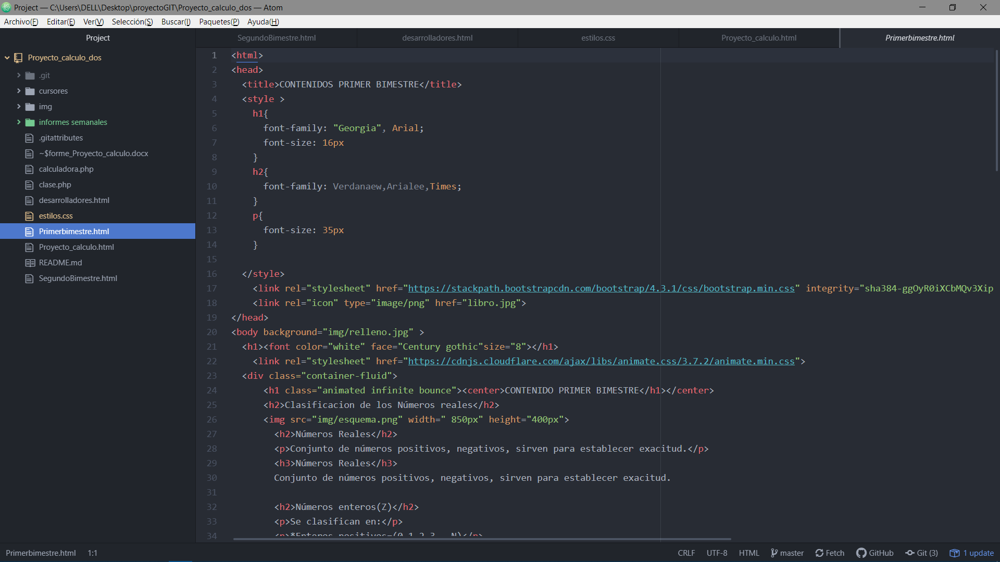 Project — C:\Users\DELL\Desktop\proyectoGIT\Proyecto_calculo_dos — Atom
Archivo(F) Editar(E) Ver(V) Selección(S) Buscar(I) Paquetes(P) Ayuda(H)
Project
SegundoBimestre.html desarrolladores.html estilos.css Proyecto_calculo.html Primerbimestre.html
Proyecto_calculo_dos
.git
cursores
img
informes semanales
.gitattributes
~$forme_Proyecto_calculo.docx
calculadora.php
clase.php
desarrolladores.html
estilos.css
Primerbimestre.html
Proyecto_calculo.html
README.md
SegundoBimestre.html
1 <html>
2 <head>
3 <title>CONTENIDOS PRIMER BIMESTRE</title>
4 <style >
5 h1{
6 font-family: "Georgia", Arial;
7 font-size: 16px
8 }
9 h2{
10 font-family: Verdanaew,Arialee,Times;
11 }
12 p{
13 font-size: 35px
14 }
15
16 </style>
17 <link rel="stylesheet" href="https://stackpath.bootstrapcdn.com/bootstrap/4.3.1/css/bootstrap.min.css" integrity="sha384-ggOyR0iXCbMQv3Xip
18 <link rel="icon" type="image/png" href="libro.jpg">
19 </head>
20 <body background="img/relleno.jpg" >
21 <h1><font color="white" face="Century gothic"size="8"></h1>
22 <link rel="stylesheet" href="https://cdnjs.cloudflare.com/ajax/libs/animate.css/3.7.2/animate.min.css">
23 <div class="container-fluid">
24 <h1 class="animated infinite bounce"><center>CONTENIDO PRIMER BIMESTRE</h1></center>
25 <h2>Clasificacion de los Números reales</h2>
26 <img src="img/esquema.png" width=" 850px" height="400px">
27 <h2>Números Reales</h2>
28 <p>Conjunto de números positivos, negativos, sirven para establecer exacitud.</p>
29 <h3>Números Reales</h3>
30 Conjunto de números positivos, negativos, sirven para establecer exacitud.
31
32 <h2>Números enteros(Z)</h2>
33 <p>Se clasifican en:</p>
34 <p>*Enteros positivos=(0,1,2,3...N)</p>
Primerbimestre.html 1:1 CRLF UTF-8 HTML master Fetch GitHub Git (3) 1 update